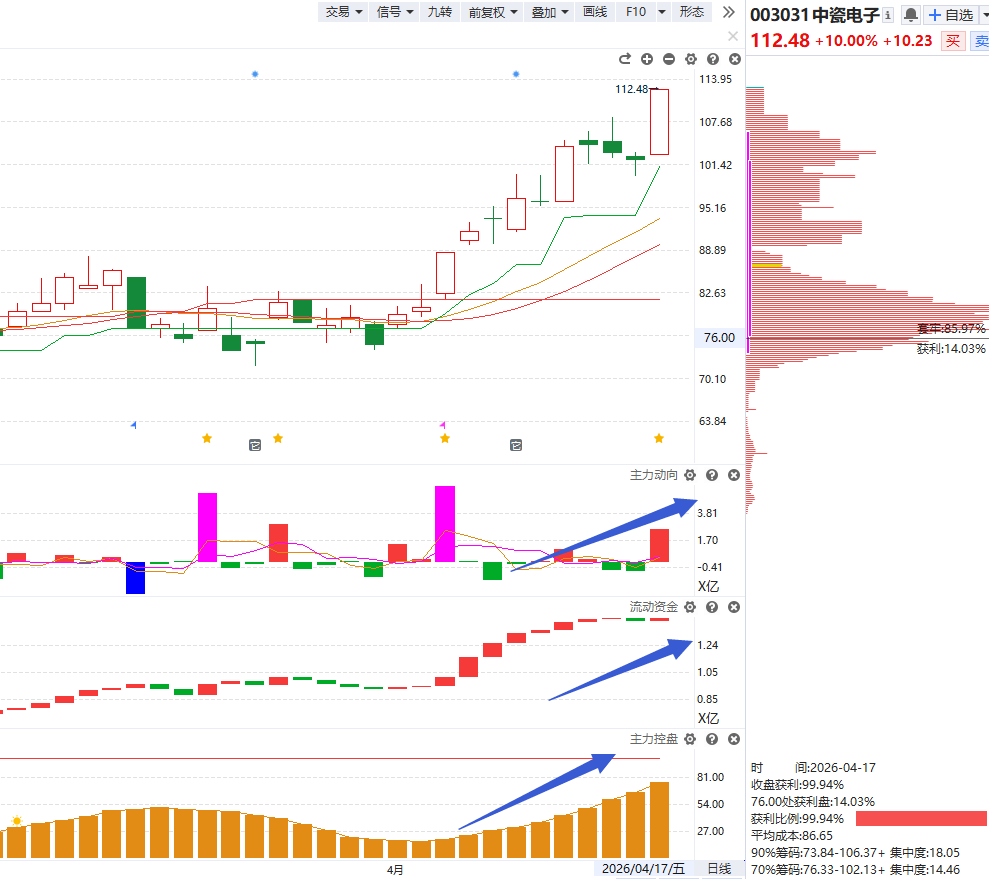 交易 信号 九转 前复权 叠加 画线 F10 形态
003031 中瓷电子 自选
112.48 +10.00% +10.23 买 卖
113.95
112.48
107.68
101.42
95.16
88.89
82.63
76.00
70.10
63.84
套牢:85.97%
获利:14.03%
主力动向
3.81
1.70
-0.41
X亿
流动资金
1.24
1.05
0.85
X亿
主力控盘
81.00
54.00
27.00
4月 2026/04/17/五 日线
时 间:2026-04-17
收盘获利:99.94%
76.00处获利盘:14.03%
获利比例:99.94%
平均成本:86.65
90%筹码:73.84-106.37+ 集中度:18.05
70%筹码:76.33-102.13+ 集中度:14.46